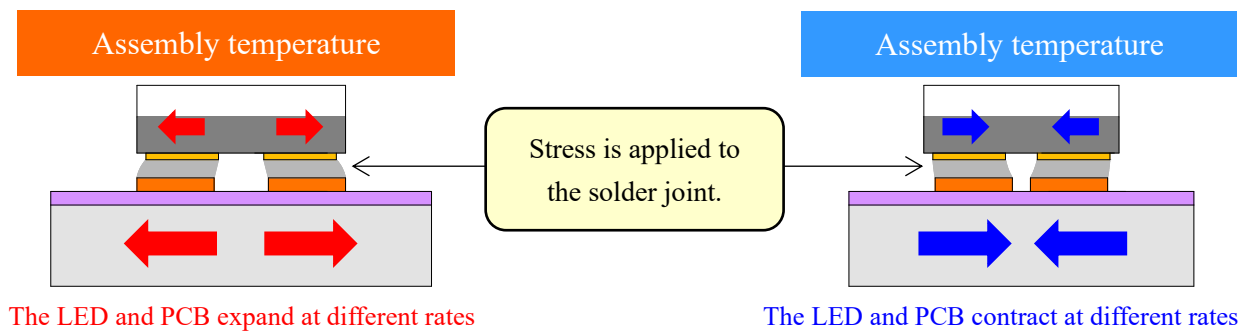 Assembly temperature
Assembly temperature
Stress is applied to
the solder joint.
The LED and PCB expand at different rates
The LED and PCB contract at different rates